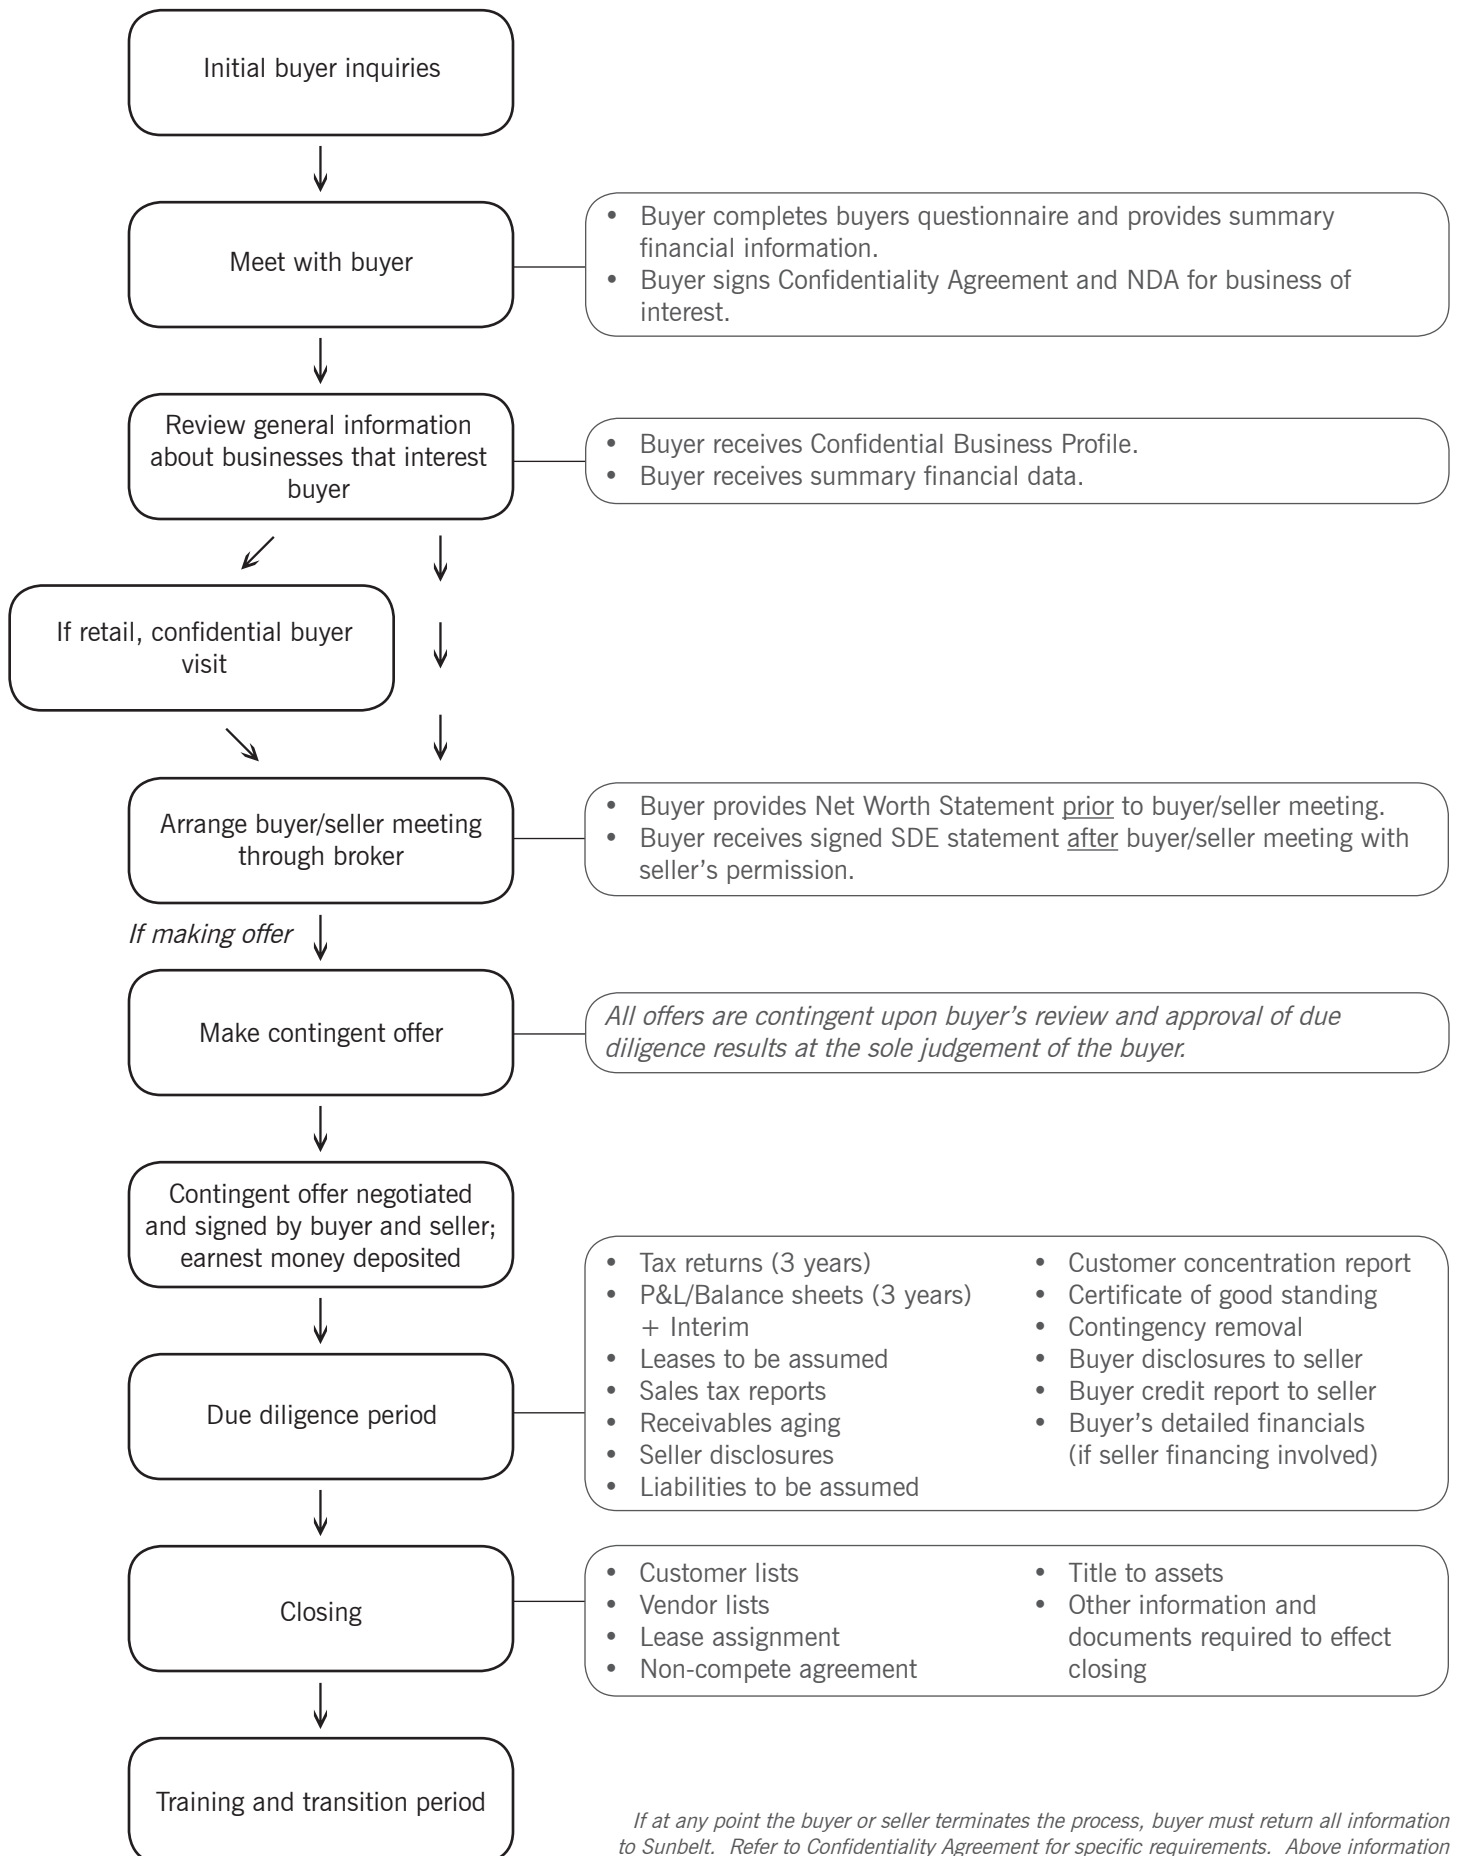 Initial buyer inquiries
Meet with buyer
• Buyer completes buyers questionnaire and provides summary
financial information.
• Buyer signs Confidentiality Agreement and NDA for business of
interest.
Review general information
about businesses that interest
buyer
• Buyer receives Confidential Business Profile.
• Buyer receives summary financial data.
If retail, confidential buyer
visit
Arrange buyer/seller meeting
through broker
• Buyer provides Net Worth Statement prior to buyer/seller meeting.
• Buyer receives signed SDE statement after buyer/seller meeting with
seller’s permission.
If making offer
Make contingent offer
All offers are contingent upon buyer’s review and approval of due
diligence results at the sole judgement of the buyer.
Contingent offer negotiated
and signed by buyer and seller;
earnest money deposited
Due diligence period
• Tax returns (3 years)
• P&L/Balance sheets (3 years)
+ Interim
• Leases to be assumed
• Sales tax reports
• Receivables aging
• Seller disclosures
• Liabilities to be assumed
• Customer concentration report
• Certificate of good standing
• Contingency removal
• Buyer disclosures to seller
• Buyer credit report to seller
• Buyer’s detailed financials
(if seller financing involved)
Closing
• Customer lists
• Vendor lists
• Lease assignment
• Non-compete agreement
• Title to assets
• Other information and
documents required to effect
closing
Training and transition period
If at any point the buyer or seller terminates the process, buyer must return all information
to Sunbelt. Refer to Confidentiality Agreement for specific requirements. Above information